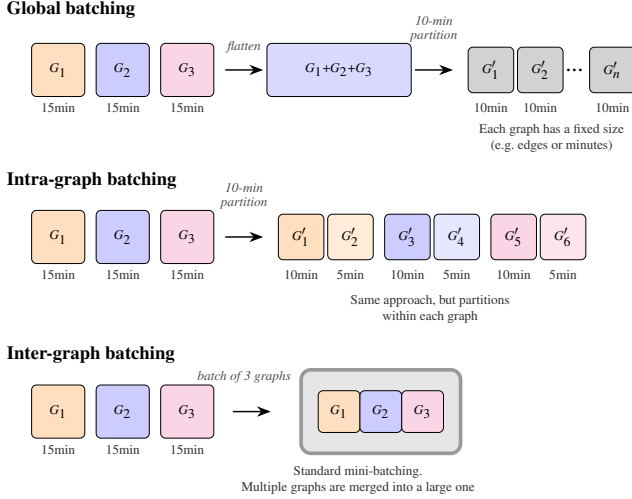 Global batching
10-min
partition
flatten
G1 G2 G3 G1+G2+G3 G′1 G′2 ... G′n
15min 15min 15min 10min 10min 10min
Each graph has a fixed size
(e.g. edges or minutes)
Intra-graph batching
10-min
partition
G1 G2 G3 G′1 G′2 G′3 G′4 G′5 G′6
15min 15min 15min 10min 5min 10min 5min 10min 5min
Same approach, but partitions
within each graph
Inter-graph batching
batch of 3 graphs
G1 G2 G3 G1 G2 G3
15min 15min 15min
Standard mini-batching.
Multiple graphs are merged into a large one